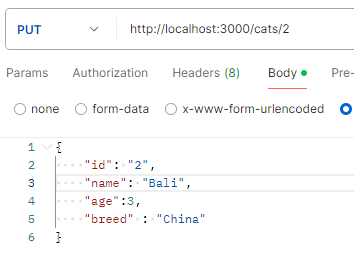 PUT http://localhost:3000/cats/2
Params Authorization Headers (8) Body Pre-
none form-data x-www-form-urlencoded
1 {
2 "id": "2",
3 "name": "Bali",
4 "age":3,
5 "breed" : "China"
6 }